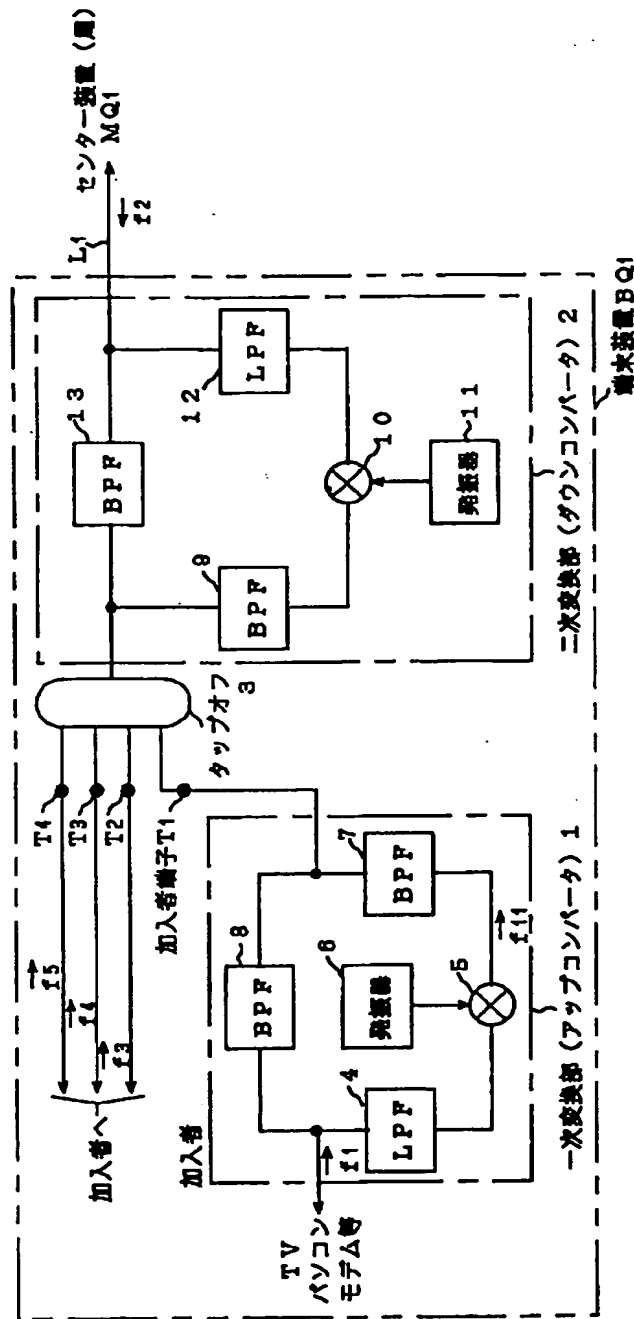 センター装置（局）
MQ1
L1
f2
端末装置BQ1
二次変換部（ダウンコンバータ）2
13
BPF
12
LPF
10
11
発振器
9
BPF
タップオフ
3
T4
T3
T2
加入者端子T1
f5
f4
f3
加入者へ
一次変換部（アップコンバータ）1
加入者
8
BPF
7
BPF
6
発振器
5
f11
4
LPF
f1
TV
パソコン
モデム等